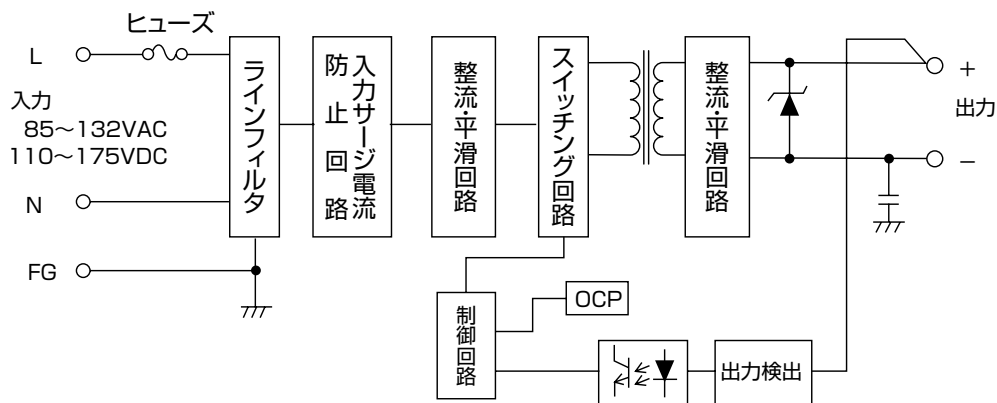 ヒューズ
L
入力
85~132VAC
110~175VDC
N
FG
ラインフィルタ
入力サージ電流
防止回路
整流・平滑回路
スイッチング回路
整流・平滑回路
+
出力
−
制御回路
OCP
出力検出